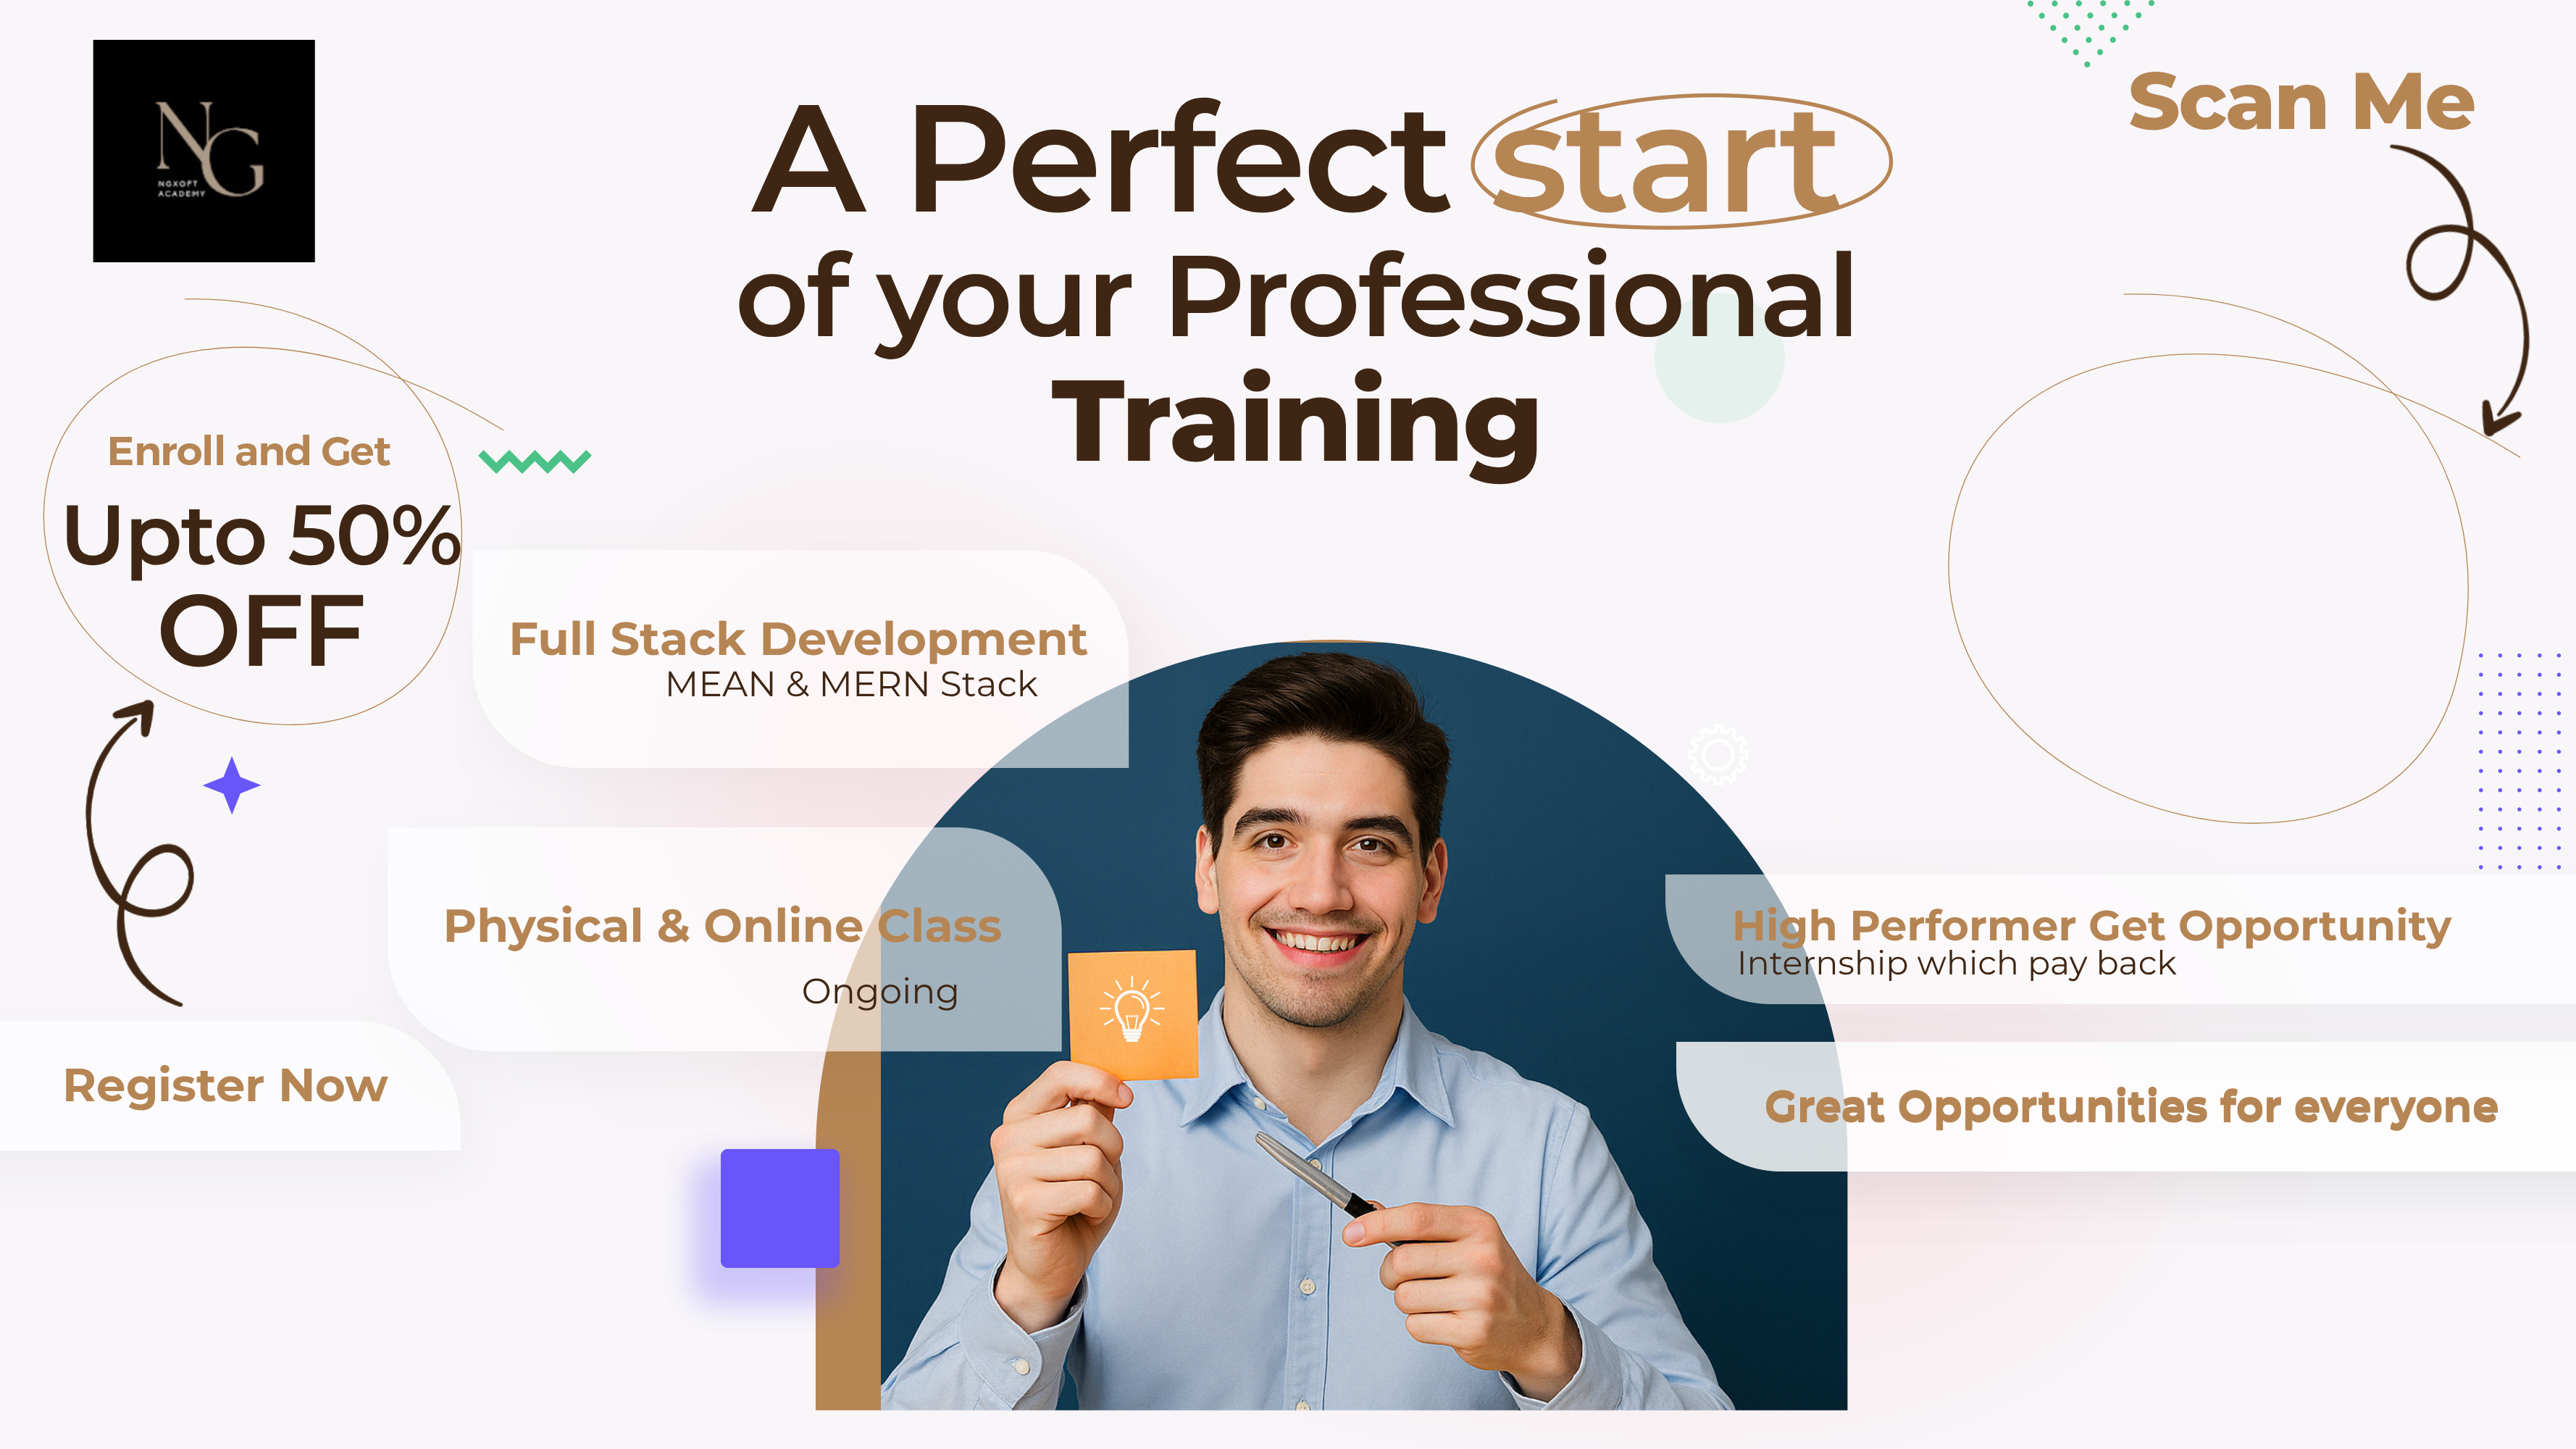 NG
NGXOFT
ACADEMY
A Perfect start
of your Professional
Training
Scan Me
Enroll and Get
Upto 50%
OFF
Full Stack Development
MEAN & MERN Stack
Physical & Online Class
Ongoing
Register Now
High Performer Get Opportunity
Internship which pay back
Great Opportunities for everyone